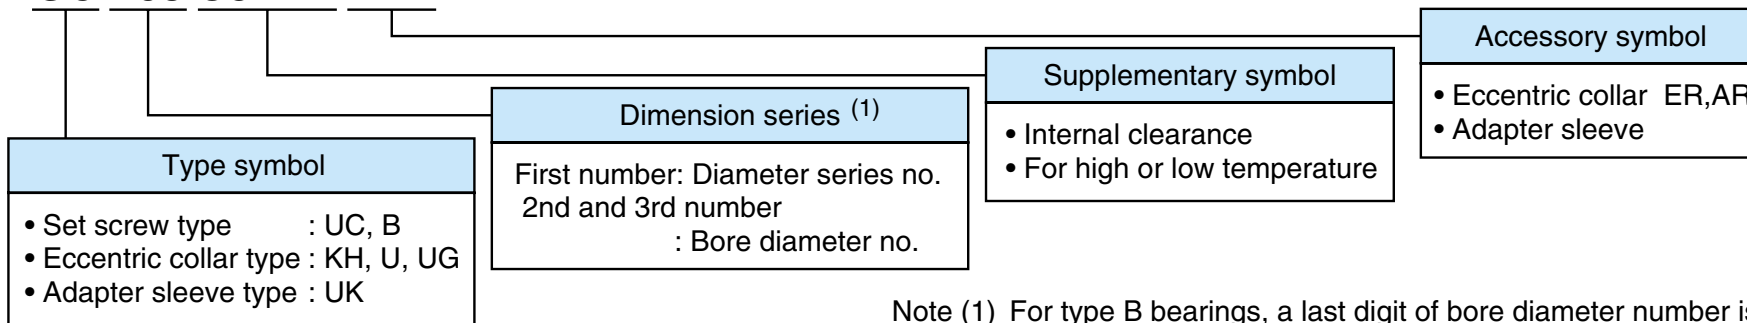 Accessory symbol
• Eccentric collar ER,AR
• Adapter sleeve
Supplementary symbol
• Internal clearance
• For high or low temperature
Dimension series (1)
First number: Diameter series no.
2nd and 3rd number
: Bore diameter no.
Type symbol
• Set screw type : UC, B
• Eccentric collar type : KH, U, UG
• Adapter sleeve type : UK
Note (1) For type B bearings, a last digit of bore diameter number is